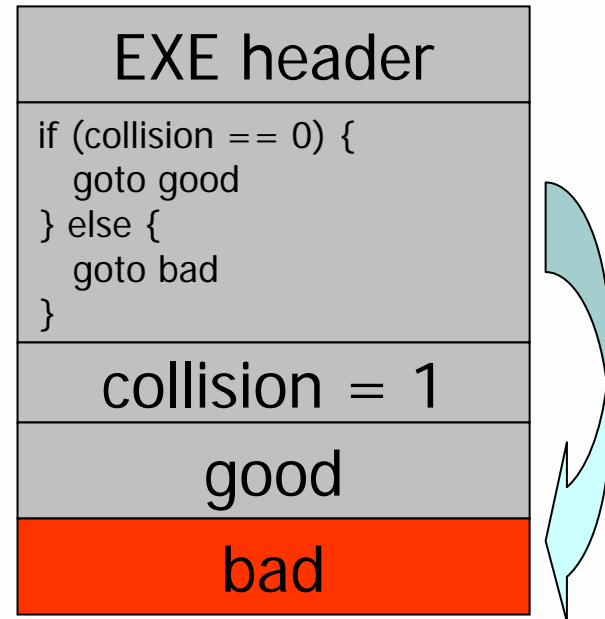 EXE header
if (collision == 0) {
goto good
} else {
goto bad
}
collision = 1
good
bad